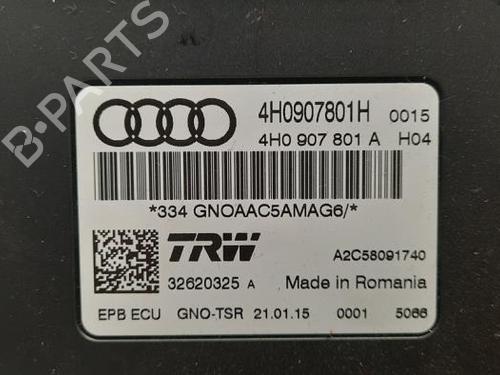 4H0907801H 0015
4H0 907 801 A H04
*334 GNOAAC5AMAG6/*
TRW
A2C58091740
32620325 A Made in Romania
EPB ECU GNO-TSR 21.01.15 0001 5066